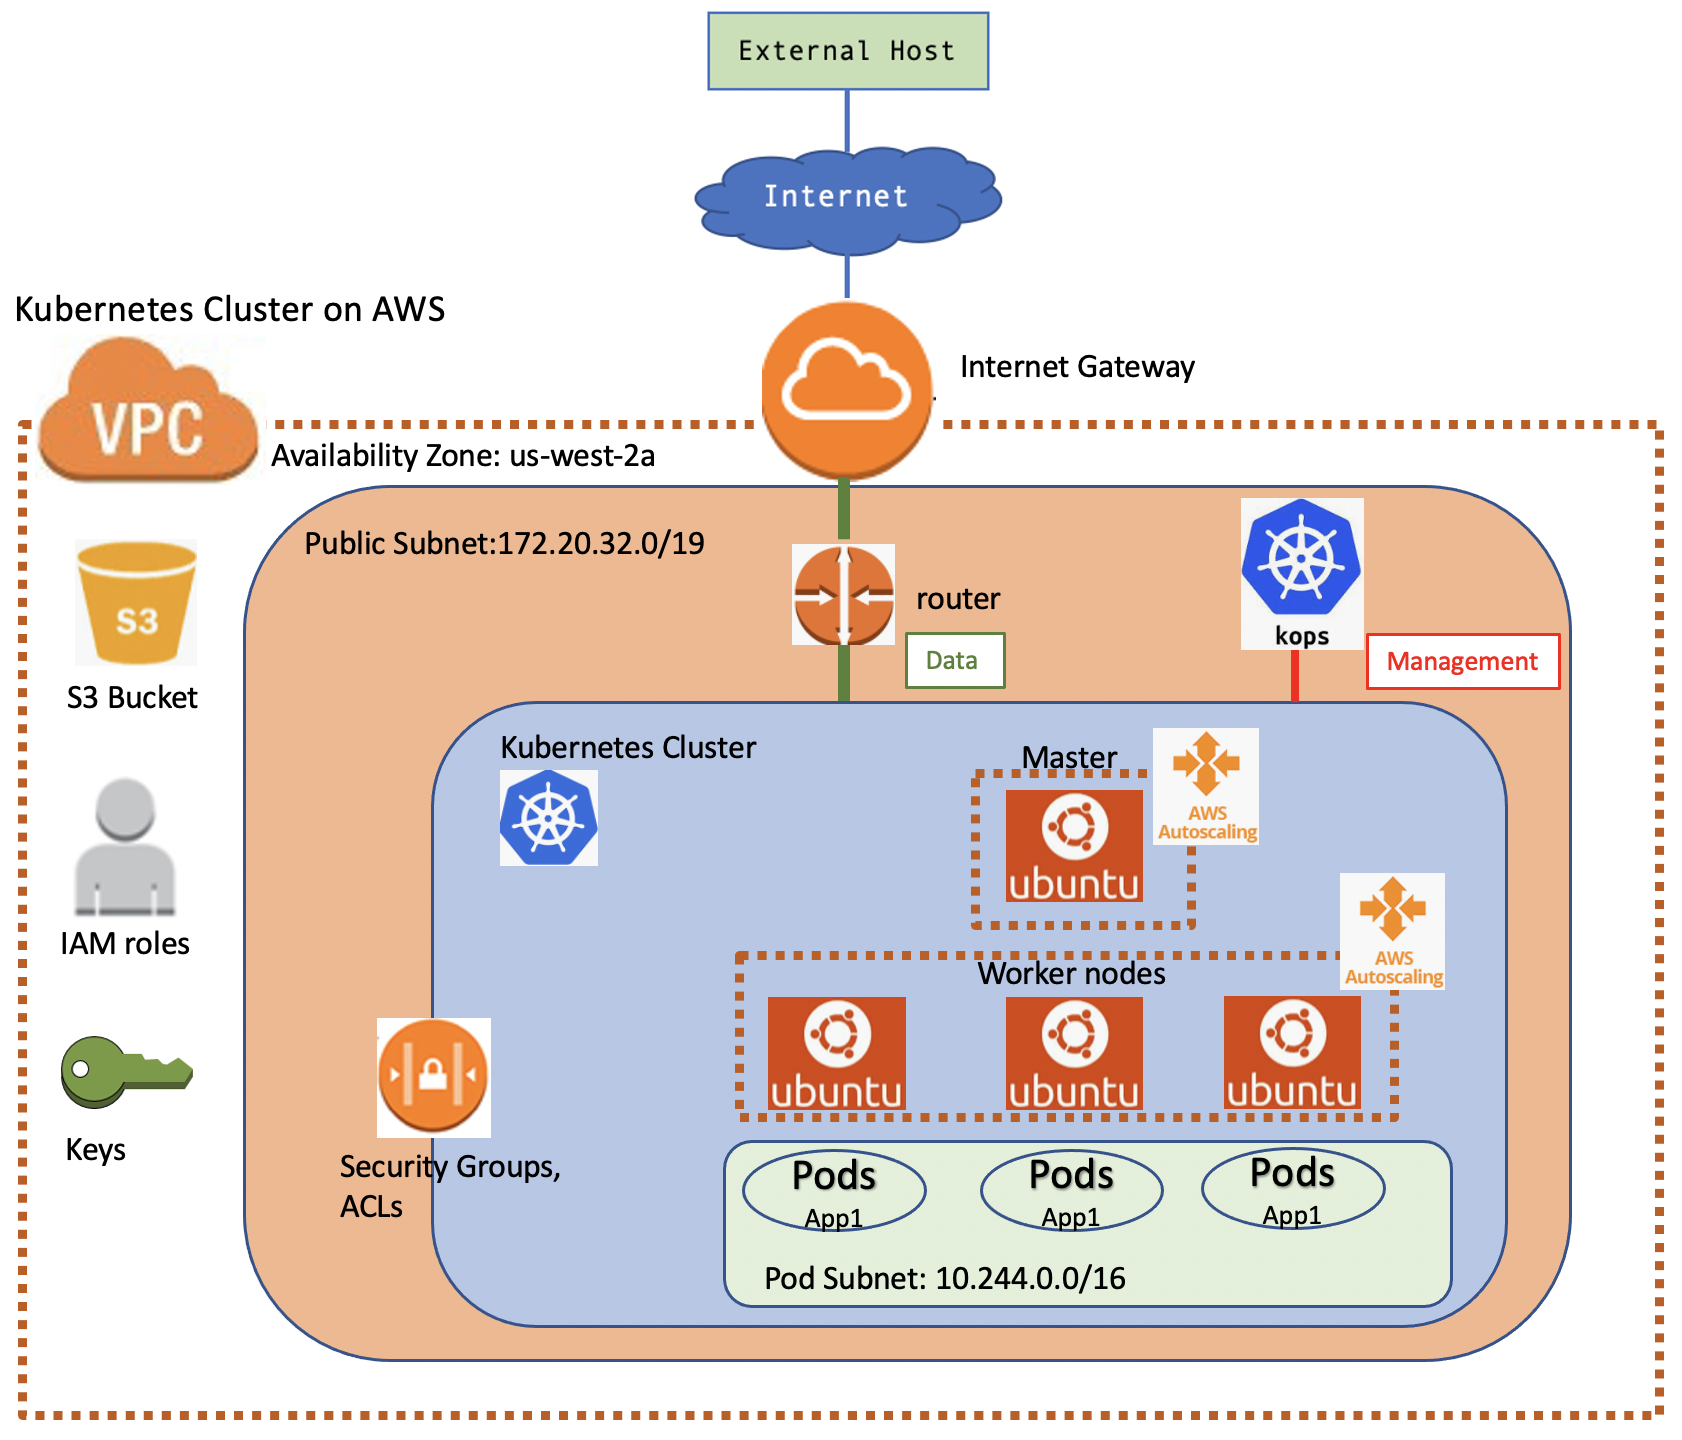 External Host
Internet
Kubernetes Cluster on AWS
VPC
Internet Gateway
Availability Zone: us-west-2a
Public Subnet:172.20.32.0/19
router
kops
Data
Management
S3
S3 Bucket
Kubernetes Cluster
Master
AWS
Autoscaling
ubuntu
IAM roles
AWS
Autoscaling
Worker nodes
ubuntu
ubuntu
ubuntu
Keys
Security Groups,
ACLs
Pods
App1
Pods
App1
Pods
App1
Pod Subnet: 10.244.0.0/16